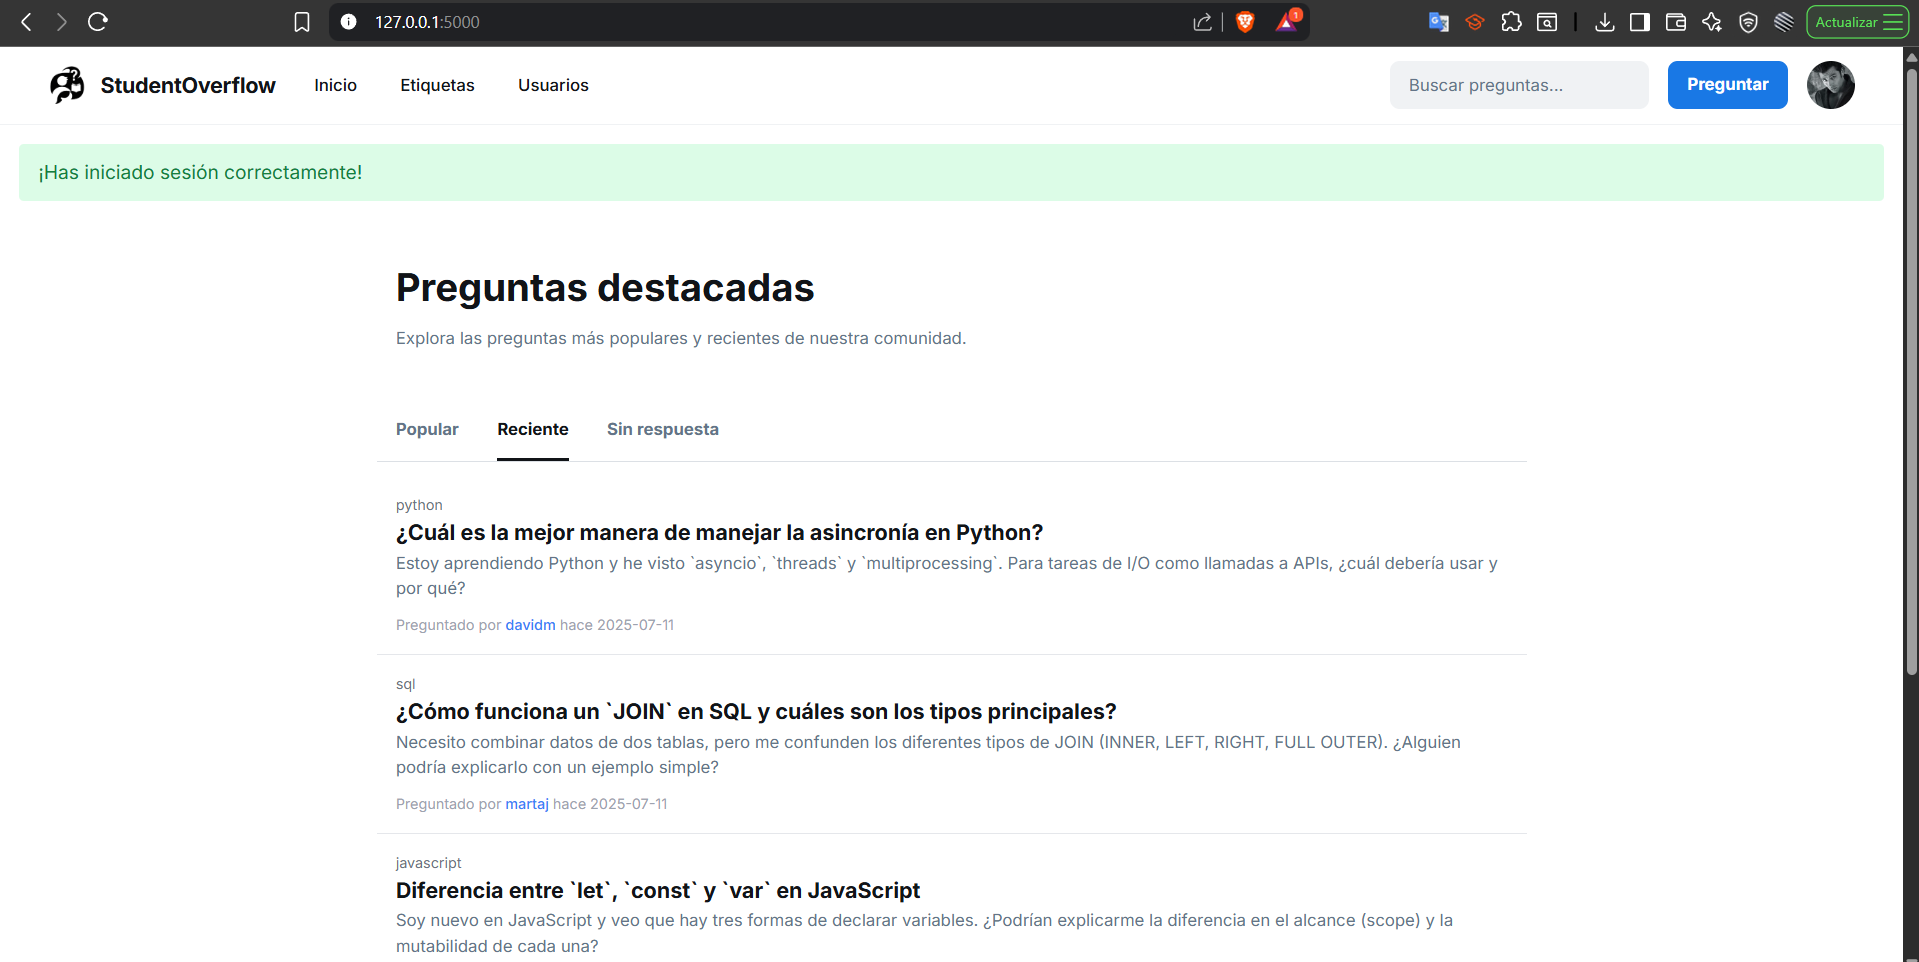 127.0.0.1:5000
1
Actualizar
StudentOverflow
Inicio
Etiquetas
Usuarios
Buscar preguntas...
Preguntar
¡Has iniciado sesión correctamente!
Preguntas destacadas
Explora las preguntas más populares y recientes de nuestra comunidad.
Popular
Reciente
Sin respuesta
python
¿Cuál es la mejor manera de manejar la asincronía en Python?
Estoy aprendiendo Python y he visto `asyncio`, `threads` y `multiprocessing`. Para tareas de I/O como llamadas a APIs, ¿cuál debería usar y
por qué?
Preguntado por davidm hace 2025-07-11
sql
¿Cómo funciona un `JOIN` en SQL y cuáles son los tipos principales?
Necesito combinar datos de dos tablas, pero me confunden los diferentes tipos de JOIN (INNER, LEFT, RIGHT, FULL OUTER). ¿Alguien
podría explicarlo con un ejemplo simple?
Preguntado por martaj hace 2025-07-11
javascript
Diferencia entre `let`, `const` y `var` en JavaScript
Soy nuevo en JavaScript y veo que hay tres formas de declarar variables. ¿Podrían explicarme la diferencia en el alcance (scope) y la
mutabilidad de cada una?